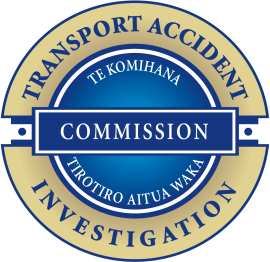 TRANSPORT ACCIDENT
TE KOMIHANA
COMMISSION
TIROTIRO AITUA WAKA
INVESTIGATION